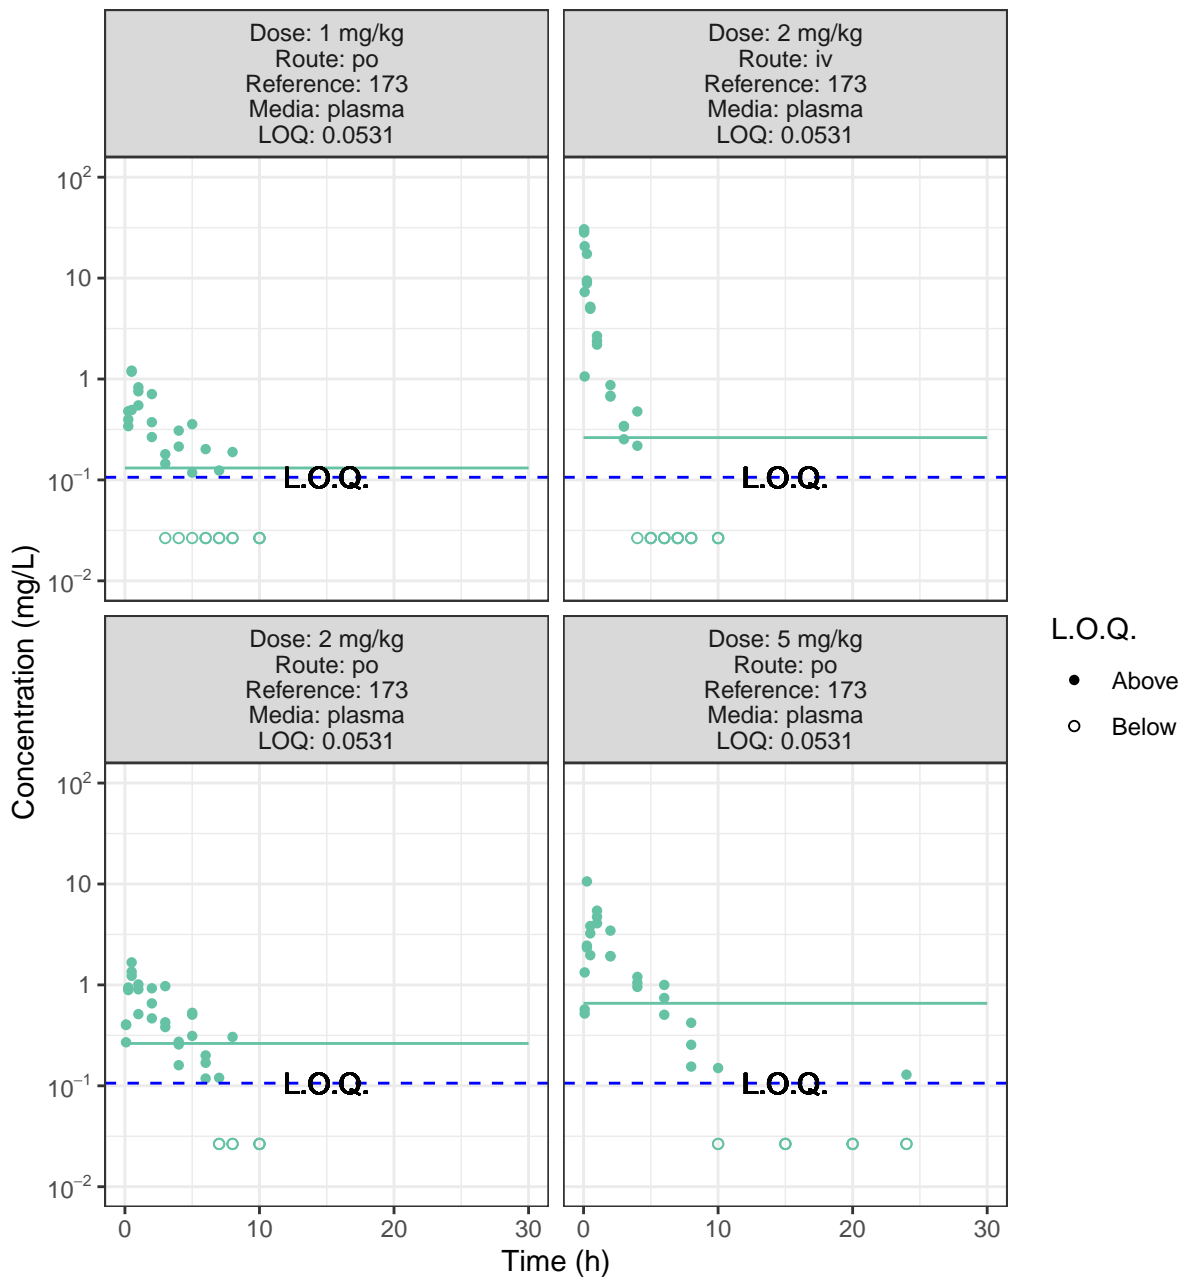 Dose: 1 mg/kg
Route: po
Reference: 173
Media: plasma
LOQ: 0.0531
Dose: 2 mg/kg
Route: iv
Reference: 173
Media: plasma
LOQ: 0.0531
10²
10
1
10⁻¹
10⁻²
L.O.Q.
L.O.Q.
Dose: 2 mg/kg
Route: po
Reference: 173
Media: plasma
LOQ: 0.0531
Dose: 5 mg/kg
Route: po
Reference: 173
Media: plasma
LOQ: 0.0531
10²
10
1
10⁻¹
10⁻²
L.O.Q.
L.O.Q.
0 10 20 30
0 10 20 30
Time (h)
Concentration (mg/L)
L.O.Q.
Above
Below